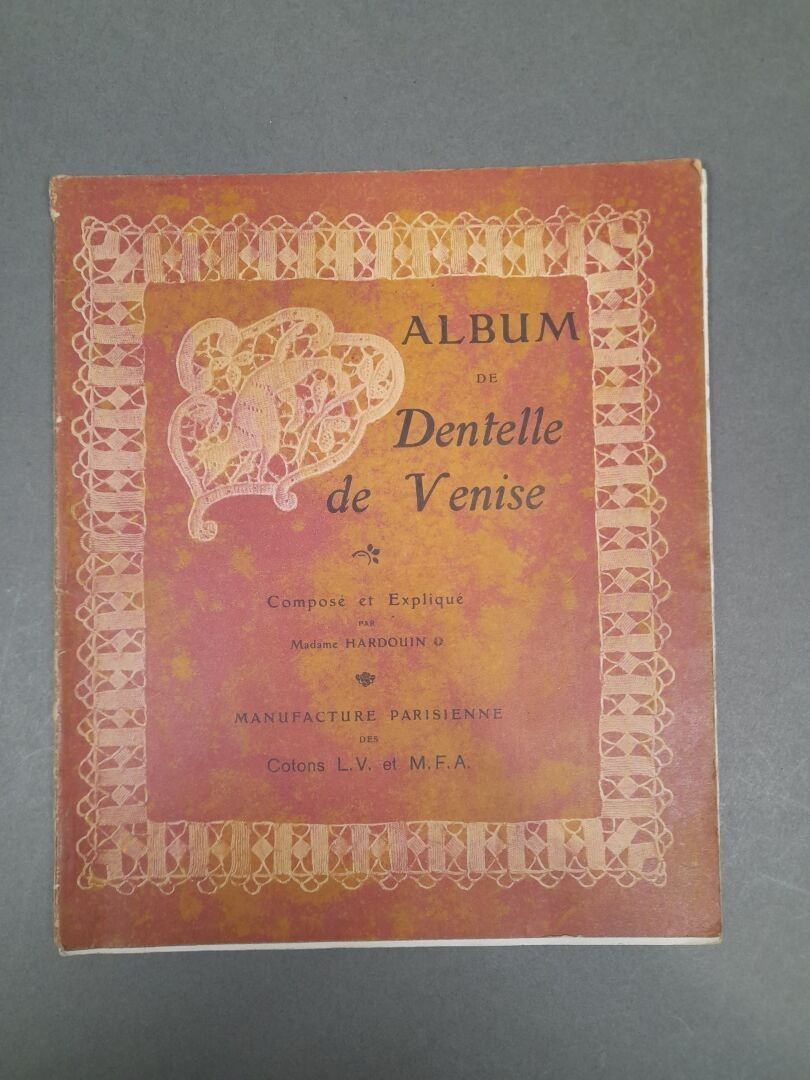 ALBUM
DE
Dentelle
de Venise
Composé et Expliqué
PAR
Madame HARDOUIN
MANUFACTURE PARISIENNE
DES
Cotons L.V. et M.F.A.